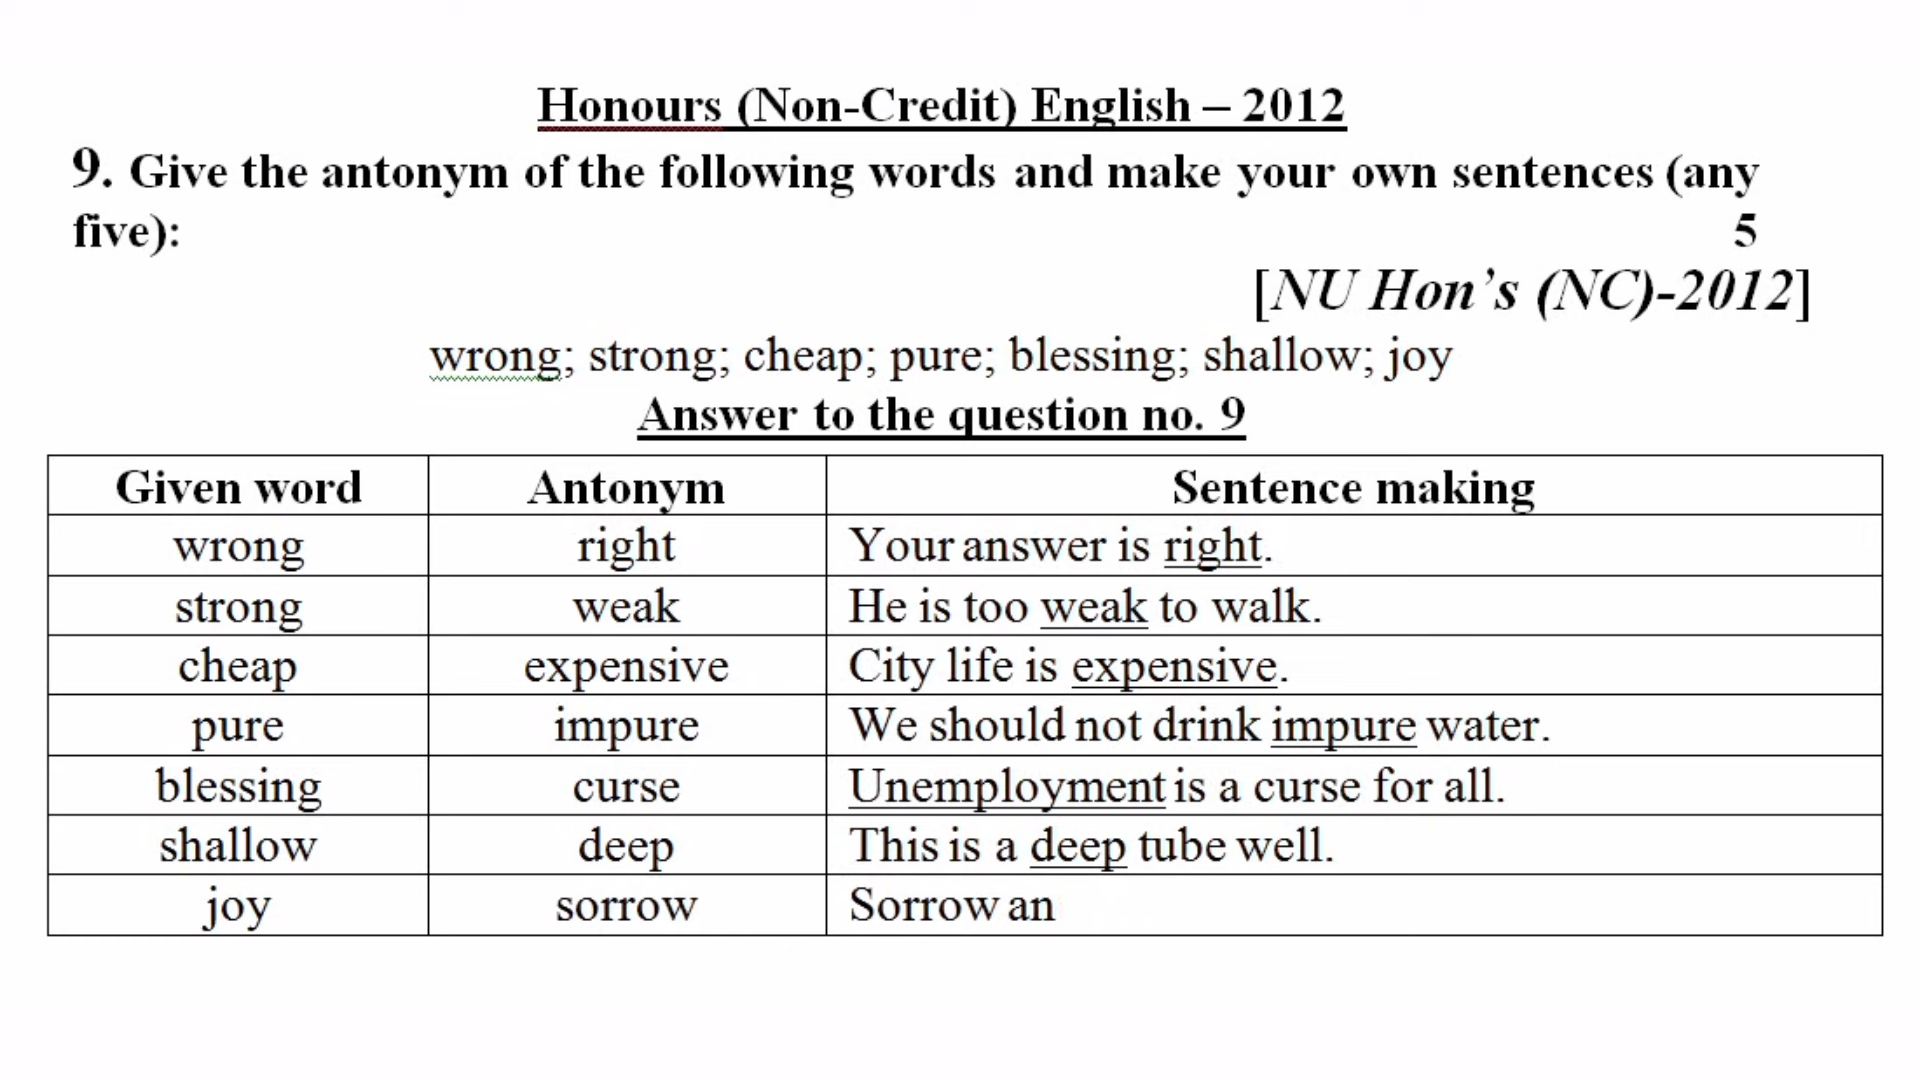 Honours (Non-Credit) English – 2012
9. Give the antonym of the following words and make your own sentences (any
five): 5
[NU Hon’s (NC)-2012]
wrong; strong; cheap; pure; blessing; shallow; joy
Answer to the question no. 9
Given word Antonym Sentence making
wrong right Your answer is right.
strong weak He is too weak to walk.
cheap expensive City life is expensive.
pure impure We should not drink impure water.
blessing curse Unemployment is a curse for all.
shallow deep This is a deep tube well.
joy sorrow Sorrow an